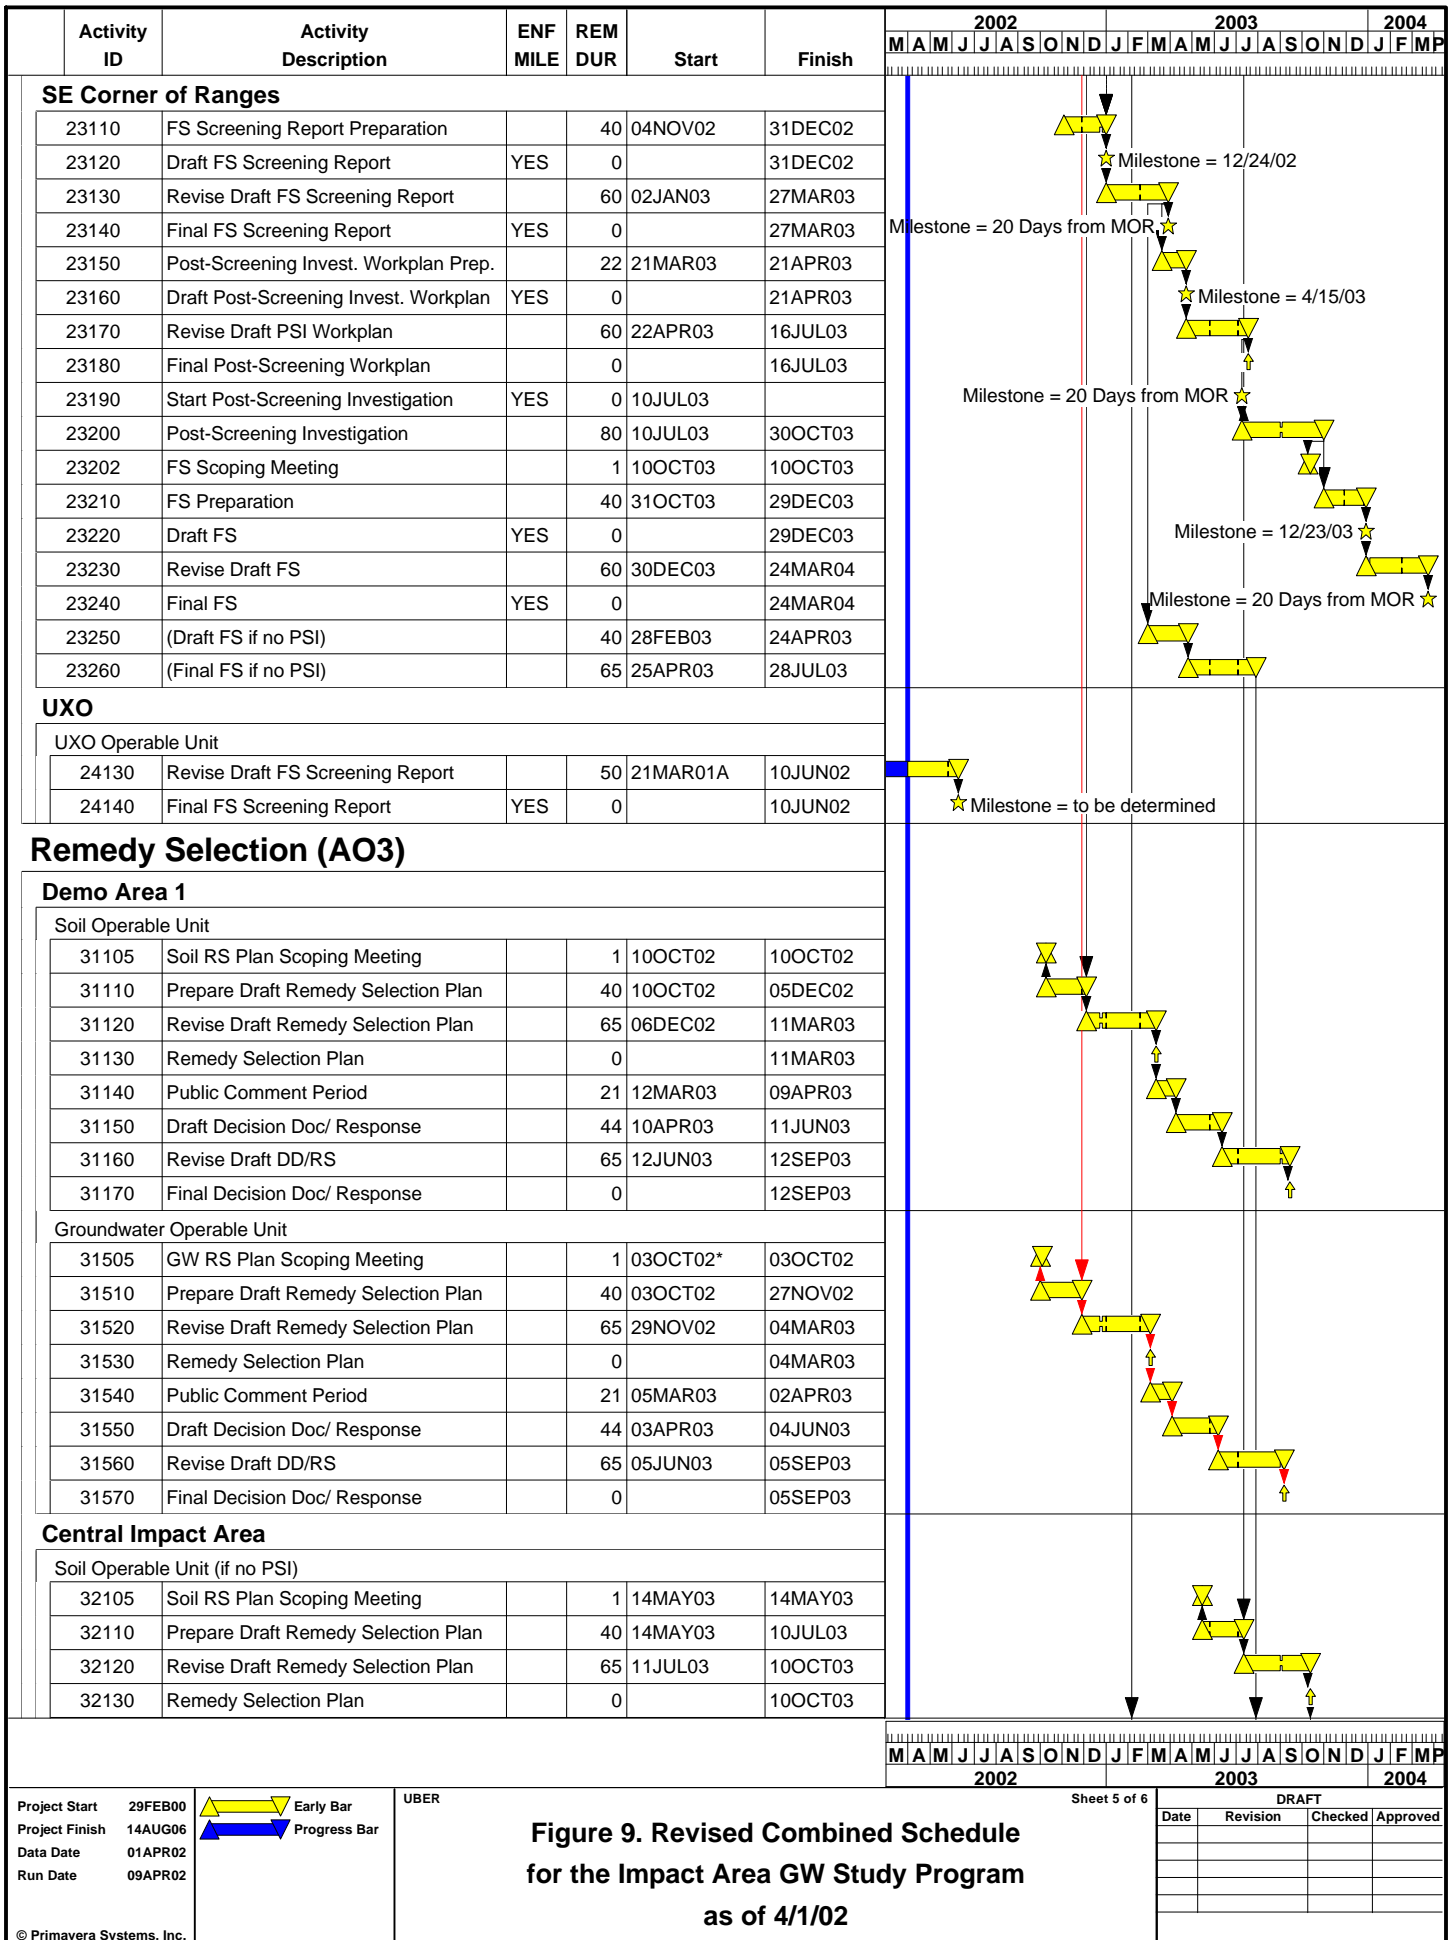 Activity ID Activity Description ENF MILE REM DUR Start Finish 2002 2003 2004
M A M J J A S O N D J F M A M J J A S O N D J F M P
SE Corner of Ranges
23110 FS Screening Report Preparation 40 04NOV02 31DEC02
23120 Draft FS Screening Report YES 0 31DEC02 Milestone = 12/24/02
23130 Revise Draft FS Screening Report 60 02JAN03 27MAR03
23140 Final FS Screening Report YES 0 27MAR03 Milestone = 20 Days from MOR
23150 Post-Screening Invest. Workplan Prep. 22 21MAR03 21APR03
23160 Draft Post-Screening Invest. Workplan YES 0 21APR03 Milestone = 4/15/03
23170 Revise Draft PSI Workplan 60 22APR03 16JUL03
23180 Final Post-Screening Workplan 0 16JUL03
23190 Start Post-Screening Investigation YES 0 10JUL03 Milestone = 20 Days from MOR
23200 Post-Screening Investigation 80 10JUL03 30OCT03
23202 FS Scoping Meeting 1 10OCT03 10OCT03
23210 FS Preparation 40 31OCT03 29DEC03
23220 Draft FS YES 0 29DEC03 Milestone = 12/23/03
23230 Revise Draft FS 60 30DEC03 24MAR04
23240 Final FS YES 0 24MAR04 Milestone = 20 Days from MOR
23250 (Draft FS if no PSI) 40 28FEB03 24APR03
23260 (Final FS if no PSI) 65 25APR03 28JUL03
UXO
UXO Operable Unit
24130 Revise Draft FS Screening Report 50 21MAR01A 10JUN02
24140 Final FS Screening Report YES 0 10JUN02 Milestone = to be determined
Remedy Selection (AO3)
Demo Area 1
Soil Operable Unit
31105 Soil RS Plan Scoping Meeting 1 10OCT02 10OCT02
31110 Prepare Draft Remedy Selection Plan 40 10OCT02 05DEC02
31120 Revise Draft Remedy Selection Plan 65 06DEC02 11MAR03
31130 Remedy Selection Plan 0 11MAR03
31140 Public Comment Period 21 12MAR03 09APR03
31150 Draft Decision Doc/ Response 44 10APR03 11JUN03
31160 Revise Draft DD/RS 65 12JUN03 12SEP03
31170 Final Decision Doc/ Response 0 12SEP03
Groundwater Operable Unit
31505 GW RS Plan Scoping Meeting 1 03OCT02* 03OCT02
31510 Prepare Draft Remedy Selection Plan 40 03OCT02 27NOV02
31520 Revise Draft Remedy Selection Plan 65 29NOV02 04MAR03
31530 Remedy Selection Plan 0 04MAR03
31540 Public Comment Period 21 05MAR03 02APR03
31550 Draft Decision Doc/ Response 44 03APR03 04JUN03
31560 Revise Draft DD/RS 65 05JUN03 05SEP03
31570 Final Decision Doc/ Response 0 05SEP03
Central Impact Area
Soil Operable Unit (if no PSI)
32105 Soil RS Plan Scoping Meeting 1 14MAY03 14MAY03
32110 Prepare Draft Remedy Selection Plan 40 14MAY03 10JUL03
32120 Revise Draft Remedy Selection Plan 65 11JUL03 10OCT03
32130 Remedy Selection Plan 0 10OCT03
M A M J J A S O N D J F M A M J J A S O N D J F M P
2002 2003 2004
Project Start 29FEB00
Project Finish 14AUG06
Data Date 01APR02
Run Date 09APR02
© Primavera Systems, Inc.
Early Bar
Progress Bar
UBER
Sheet 5 of 6
Figure 9. Revised Combined Schedule
for the Impact Area GW Study Program
as of 4/1/02
DRAFT
Date Revision Checked Approved